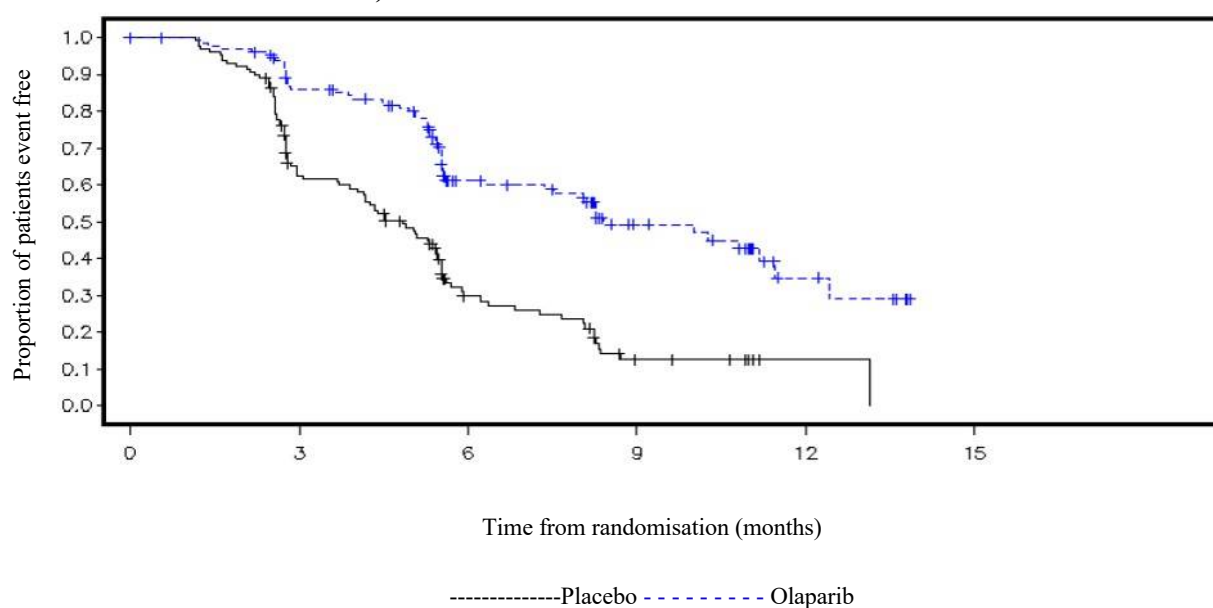 Proportion of patients event free
1.0
0.9
0.8
0.7
0.6
0.5
0.4
0.3
0.2
0.1
0.0
0 3 6 9 12 15
Time from randomisation (months)
--------------Placebo - - - - - - - - Olaparib